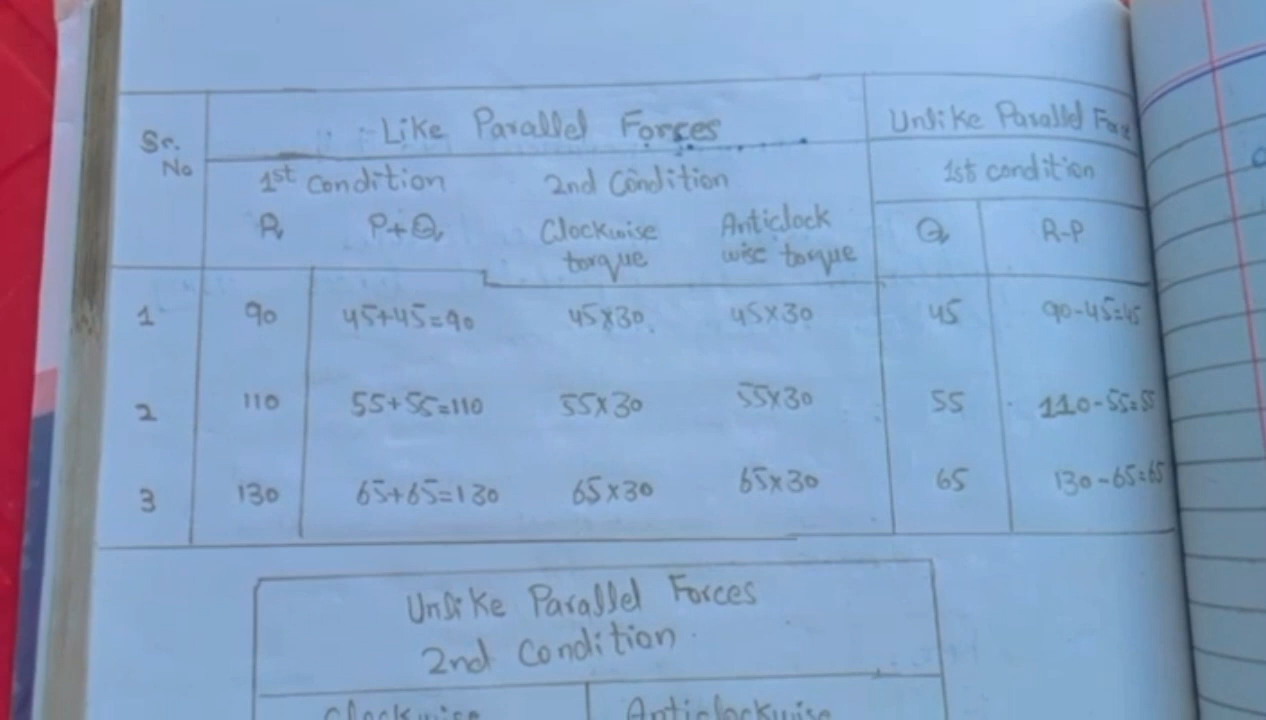 Sr. No
Like Parallel Forces
Unlike Parallel
1st Condition 2nd Condition
1st condition
R P+Q Clockwise torque Anticlock wise torque Q R-P
1 90 45+45=90 45x30 45x30 45 90-45=45
2 110 55+55=110 55x30 55x30 55 110-55=55
3 130 65+65=130 65x30 65x30 65 130-65=65
Unlike Parallel Forces
2nd Condition
Clockwise Anticlockwise